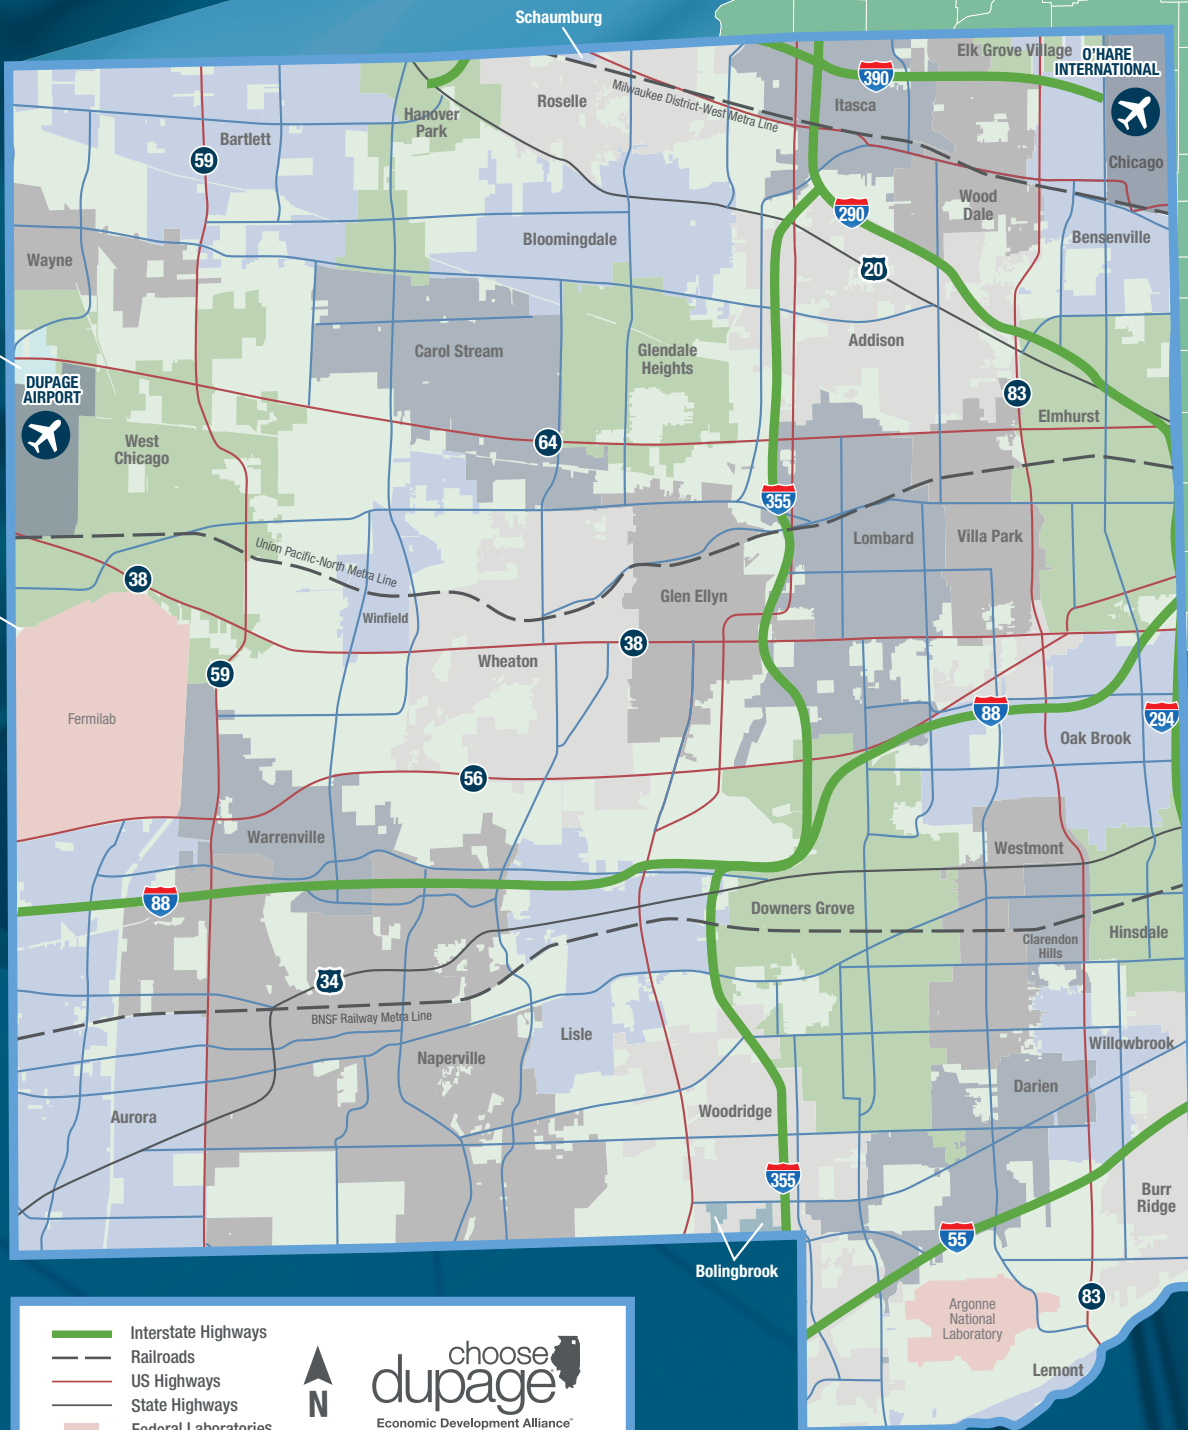 Schaumburg
Elk Grove Village
O'HARE
INTERNATIONAL
390
Itasca
Roselle
Milwaukee District-West Metra Line
Hanover
Park
Bartlett
59
Chicago
Wood
Dale
290
Bensenville
Bloomingdale
Wayne
20
Addison
Carol Stream
Glendale
Heights
DUPAGE
AIRPORT
83
Elmhurst
West
Chicago
64
355
Lombard
Villa Park
Union Pacific-North Metra Line
38
Glen Ellyn
Winfield
38
Wheaton
59
Fermilab
88
294
Oak Brook
56
Warrenville
Westmont
88
Downers Grove
Hinsdale
Clarendon
Hills
34
BNSF Railway Metra Line
Lisle
Willowbrook
Naperville
Darien
Aurora
Woodridge
355
Burr
Ridge
55
Bolingbrook
83
Argonne
National
Laboratory
Lemont
Interstate Highways
Railroads
US Highways
State Highways
Federal Laboratories
N
choose
dupage
Economic Development Alliance℠